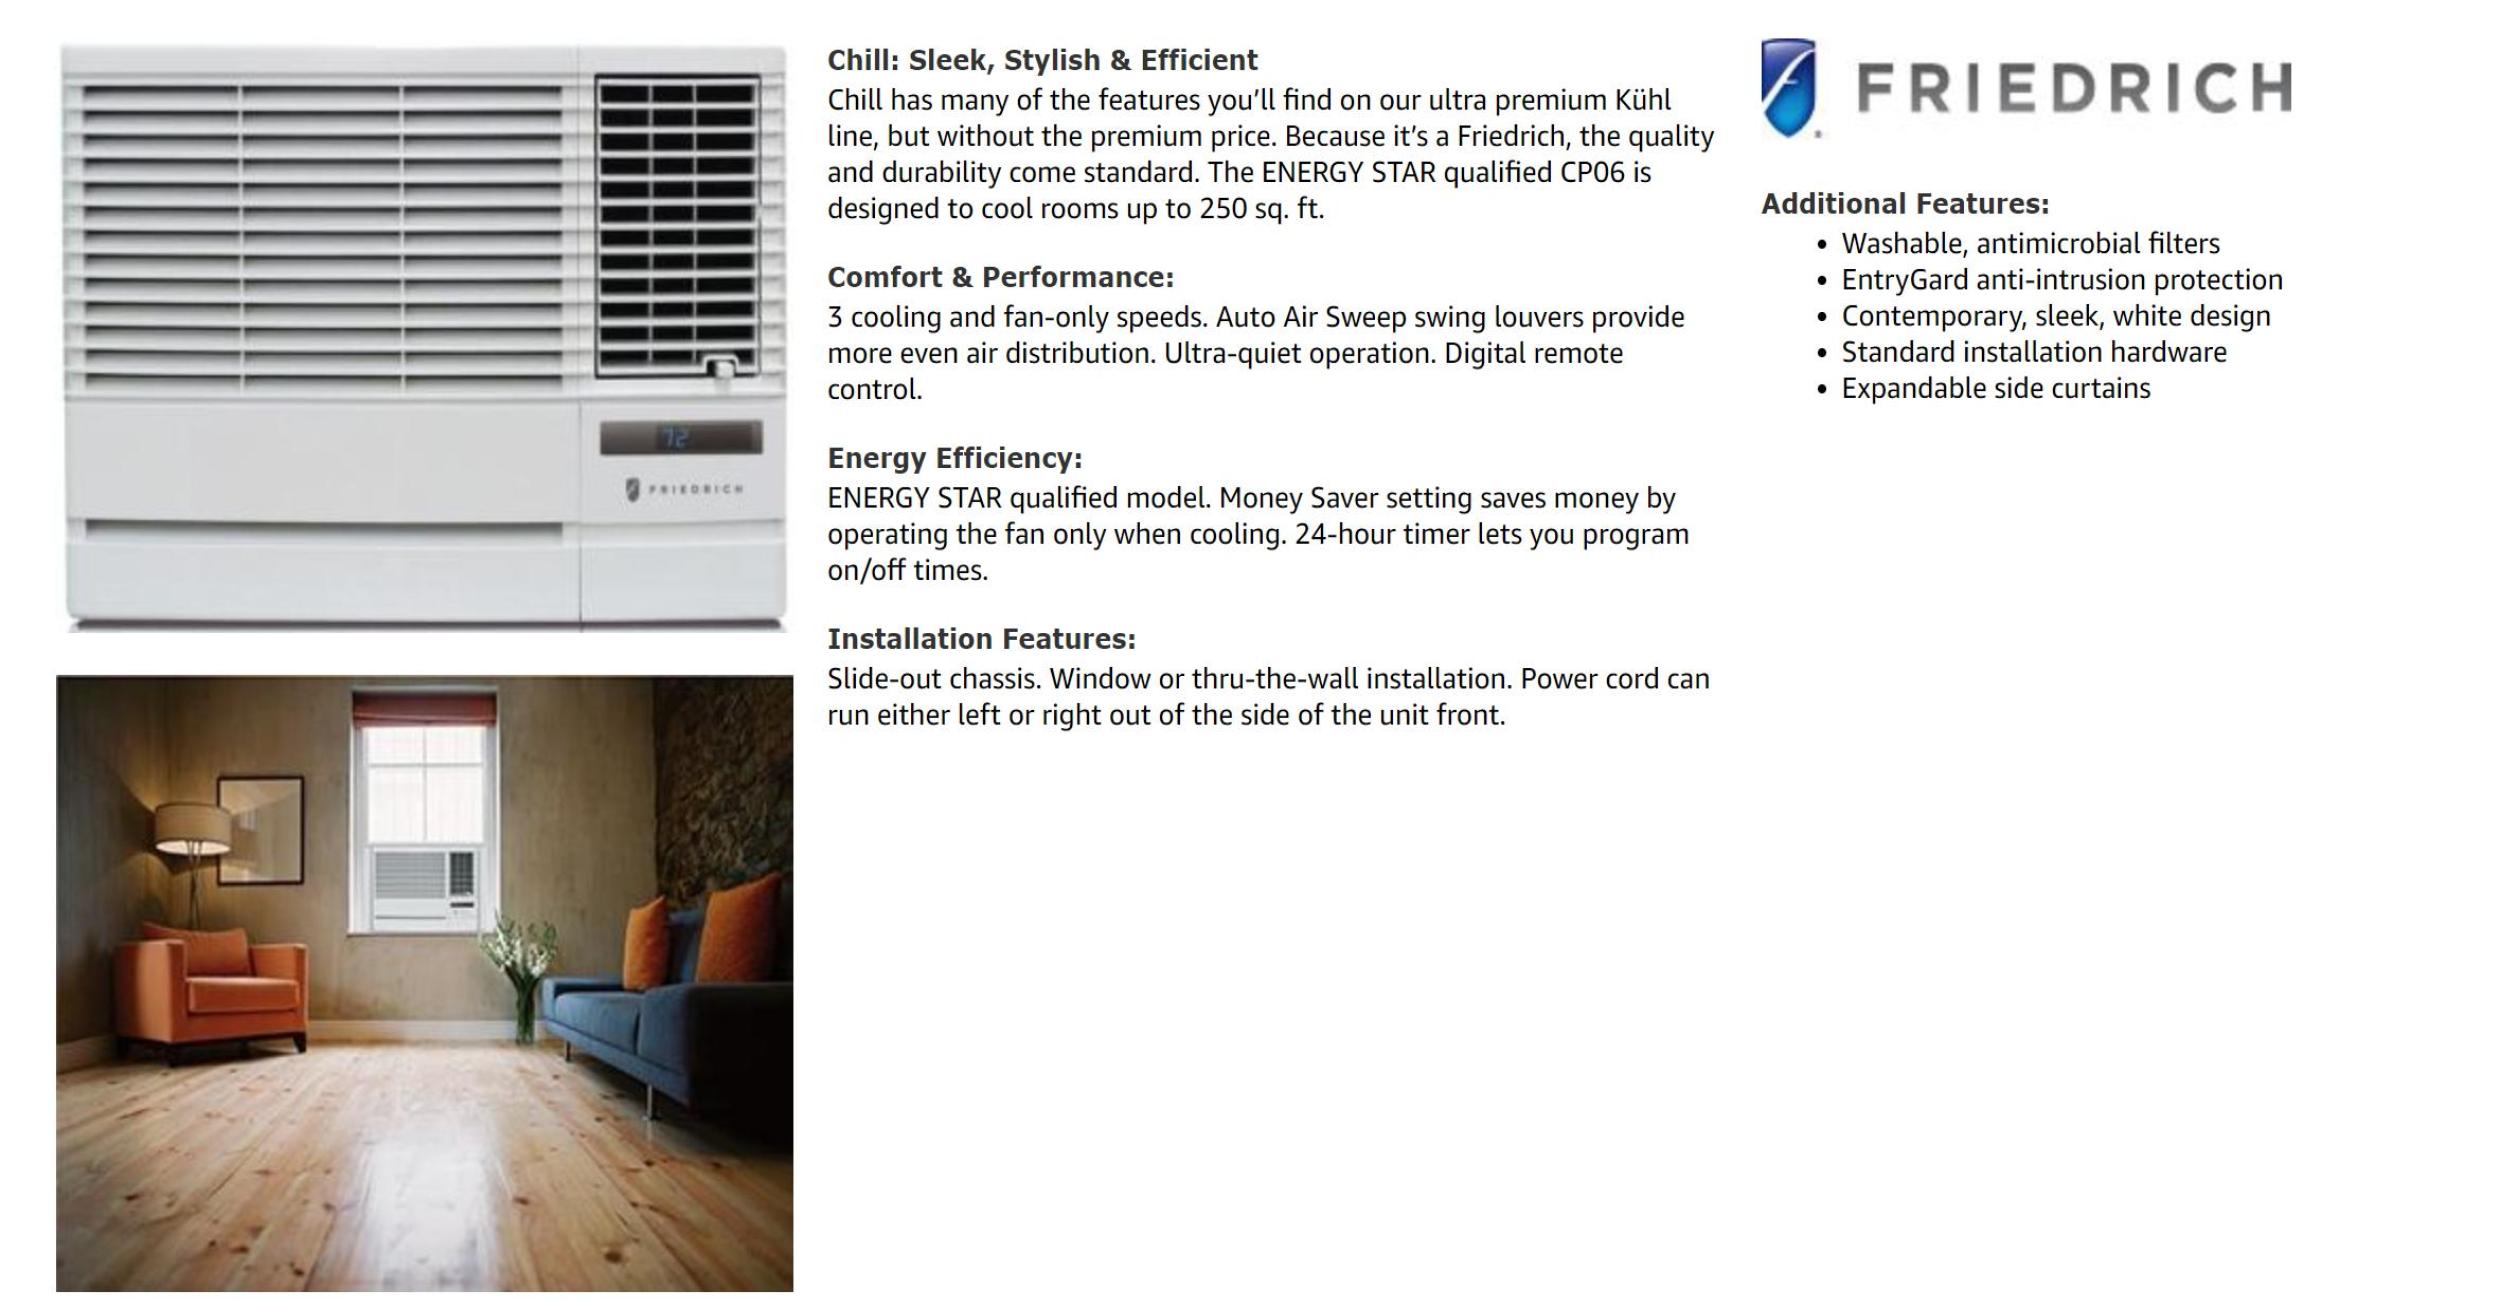 72
FRIEDRICH
Chill: Sleek, Stylish & Efficient
Chill has many of the features you'll find on our ultra premium Kühl
line, but without the premium price. Because it's a Friedrich, the quality
and durability come standard. The ENERGY STAR qualified CP06 is
designed to cool rooms up to 250 sq. ft.
Comfort & Performance:
3 cooling and fan-only speeds. Auto Air Sweep swing louvers provide
more even air distribution. Ultra-quiet operation. Digital remote
control.
Energy Efficiency:
ENERGY STAR qualified model. Money Saver setting saves money by
operating the fan only when cooling. 24-hour timer lets you program
on/off times.
Installation Features:
Slide-out chassis. Window or thru-the-wall installation. Power cord can
run either left or right out of the side of the unit front.
FRIEDRICH
Additional Features:
• Washable, antimicrobial filters
• EntryGard anti-intrusion protection
• Contemporary, sleek, white design
• Standard installation hardware
• Expandable side curtains